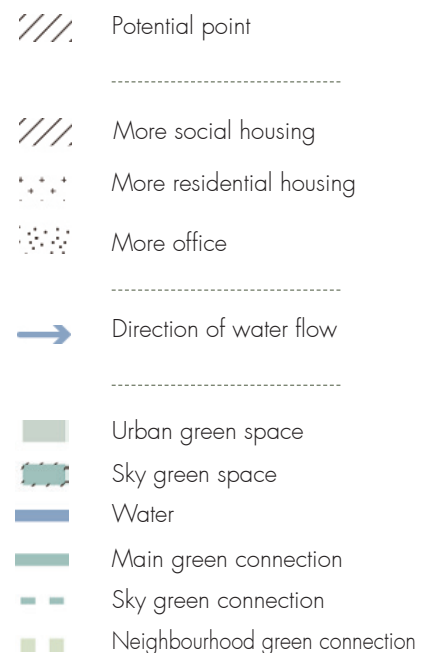 Potential point
More social housing
More residential housing
More office
Direction of water flow
Urban green space
Sky green space
Water
Main green connection
Sky green connection
Neighbourhood green connection